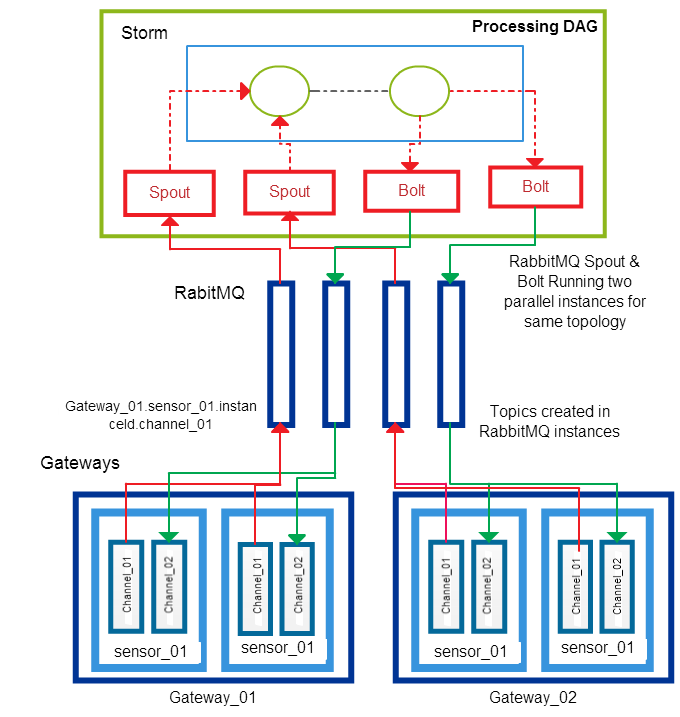 Processing DAG
Storm
Spout
Spout
Bolt
Bolt
RabbitMQ Spout &
Bolt Running two
parallel instances for
same topology
RabitMQ
Gateway_01.sensor_01.instan
ceId.channel_01
Topics created in
RabbitMQ instances
Gateways
Channel_01
Channel_02
Channel_01
Channel_02
Channel_01
Channel_02
Channel_01
Channel_02
sensor_01
sensor_01
sensor_01
sensor_01
Gateway_01
Gateway_02